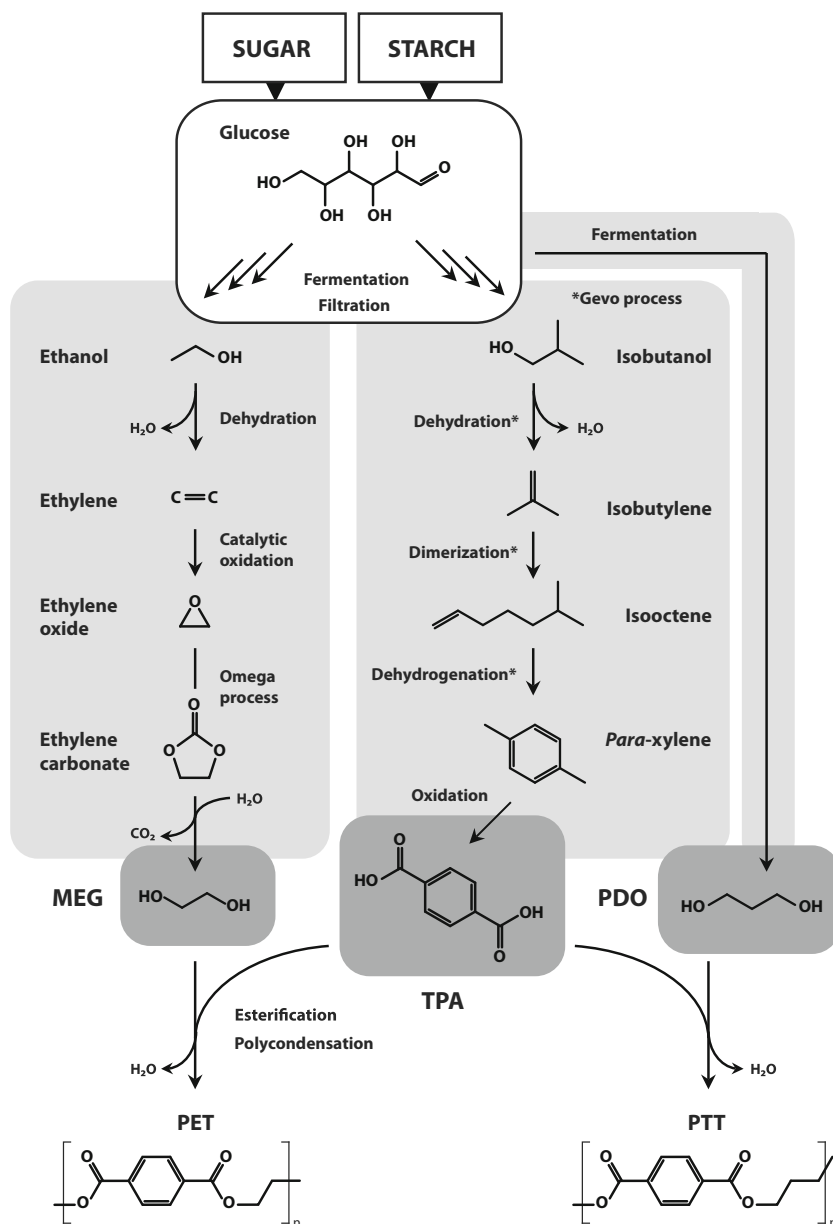 SUGAR
STARCH
Glucose
OH
OH
O
HO
OH
OH
Fermentation
Fermentation
Filtration
*Gevo process
Ethanol
OH
HO
Isobutanol
H₂O
Dehydration
Dehydration*
H₂O
Ethylene
C
C
Isobutylene
Catalytic
oxidation
Dimerization*
Ethylene
oxide
O
Isooctene
Omega
process
Dehydrogenation*
O
Ethylene
carbonate
O
O
Para-xylene
H₂O
Oxidation
CO₂
O
MEG
HO
OH
HO
OH
O
PDO
HO
OH
TPA
Esterification
Polycondensation
H₂O
H₂O
PET
PTT
O
O
O
O
n
O
O
O
O
n